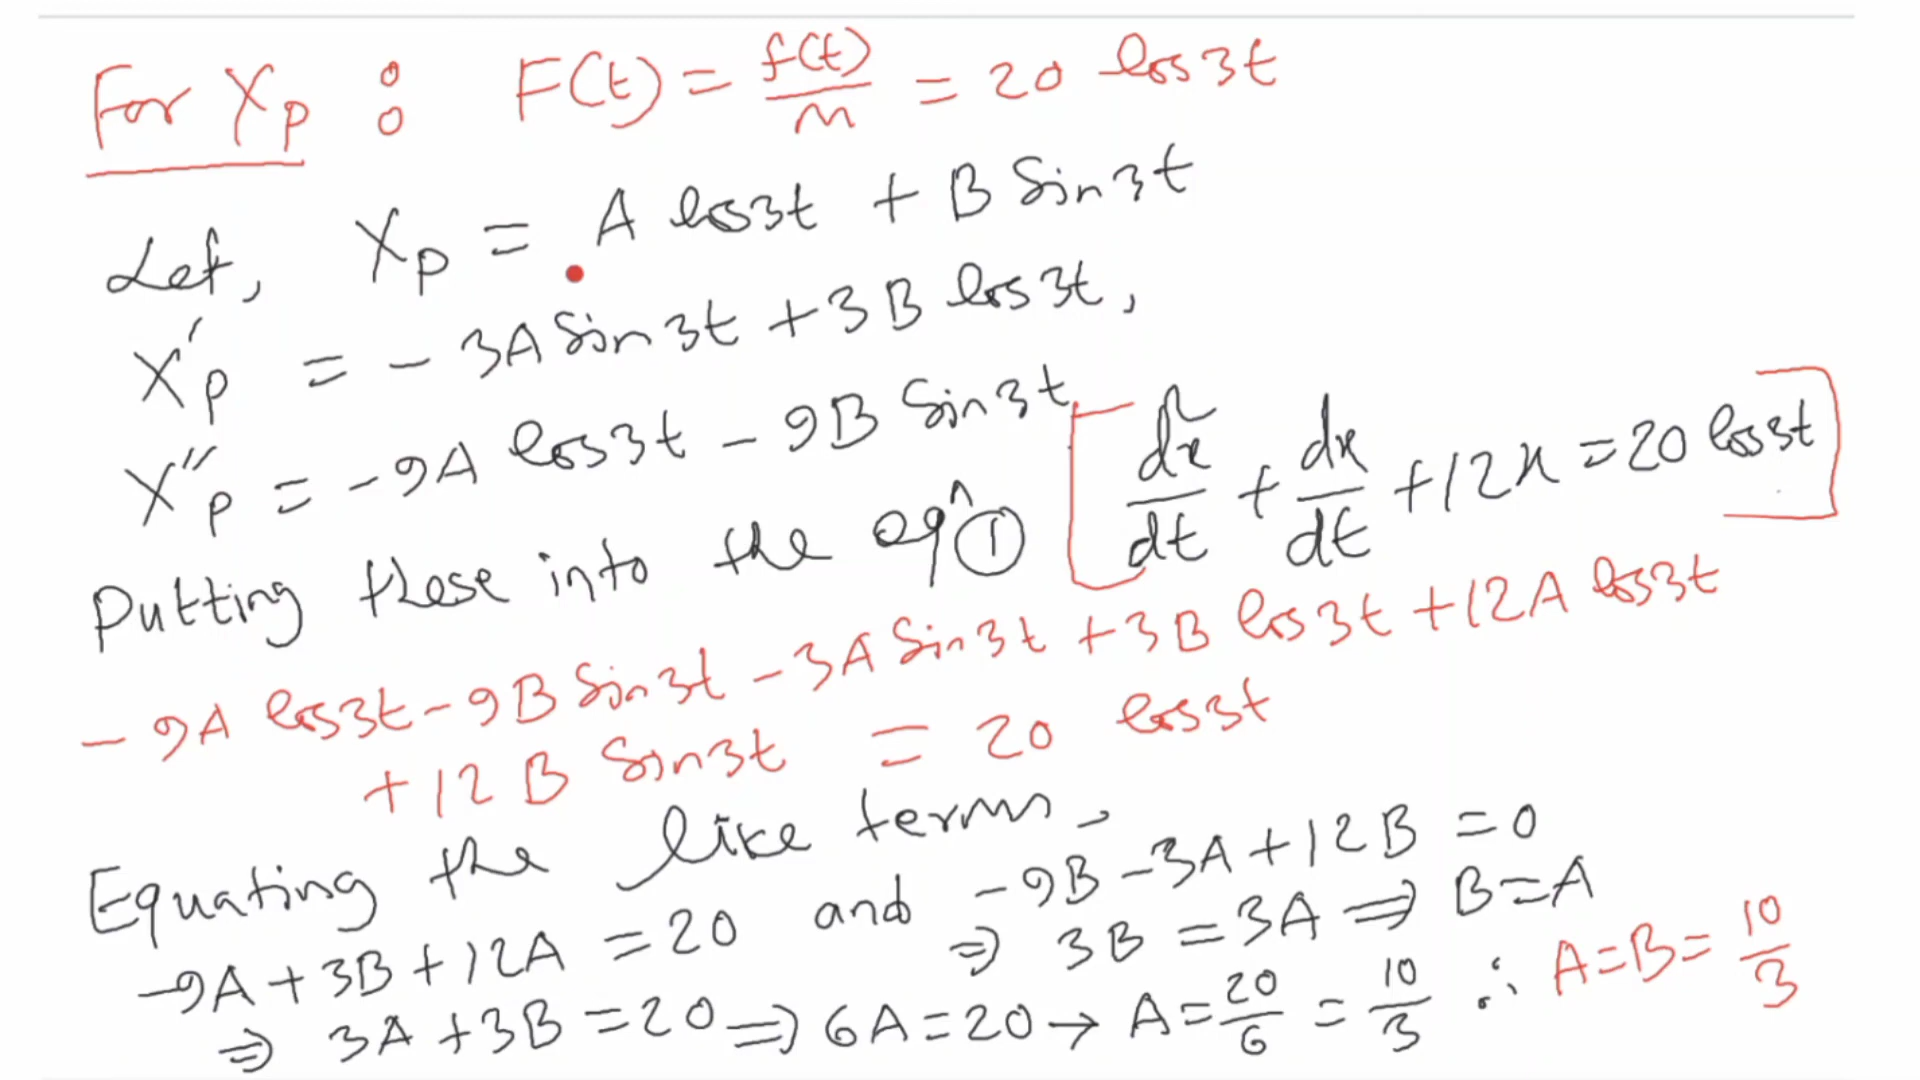 For Xp : F(t) = f(t)/m = 20 cos3t
Let, Xp = A cos3t + B Sin3t
X'p = - 3A Sin3t + 3B cos3t,
X''p = -9A cos3t - 9B Sin3t
Putting these into the eqⁿ ① [d²x/dt + dx/dt + 12x = 20 cos3t]
- 9A cos3t - 9B Sin3t - 3A Sin3t + 3B cos3t + 12A cos3t
+ 12 B Sin3t = 20 cos3t
Equating the like terms,
-9A + 3B + 12A = 20 and -9B - 3A + 12B = 0
⇒ 3B = 3A ⇒ B = A
⇒ 3A + 3B = 20 ⇒ 6A = 20 → A = 20/6 = 10/3 ∴ A = B = 10/3